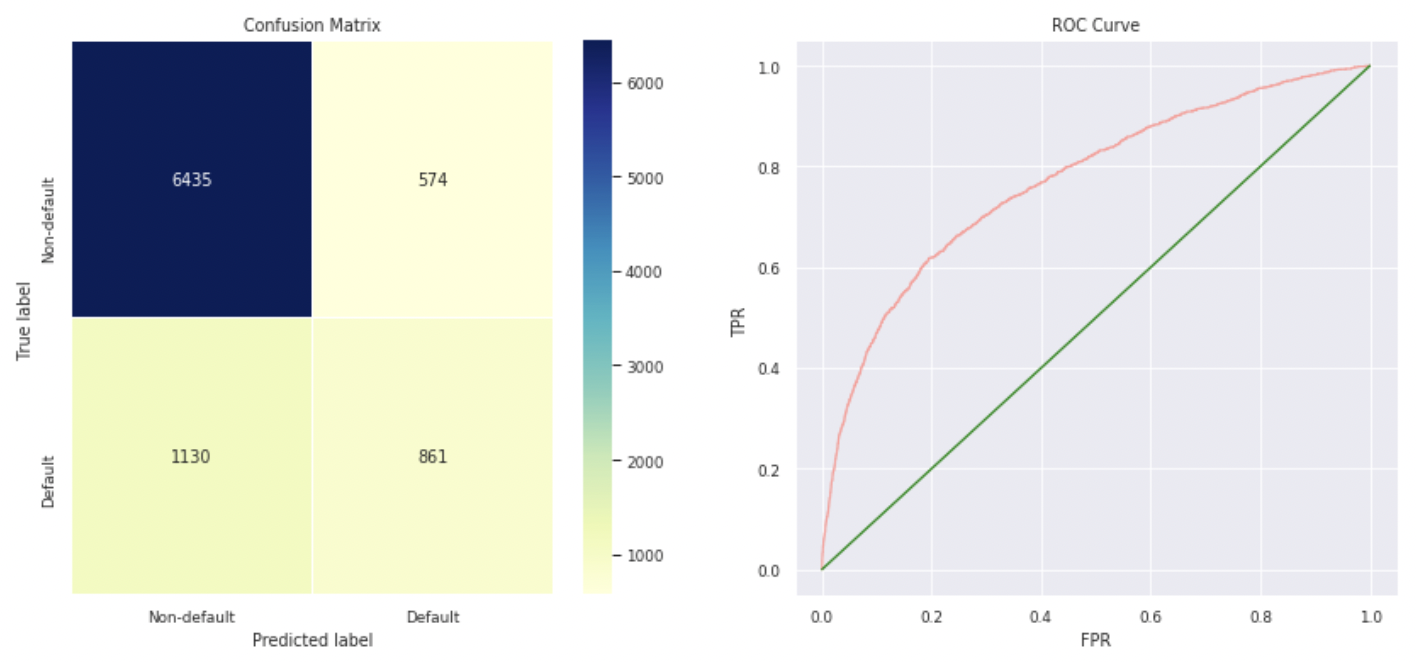 Confusion Matrix
Non-default
Default
True label
6435
574
1130
861
Non-default
Default
Predicted label
6000
5000
4000
3000
2000
1000
ROC Curve
TPR
1.0
0.8
0.6
0.4
0.2
0.0
0.0
0.2
0.4
0.6
0.8
1.0
FPR